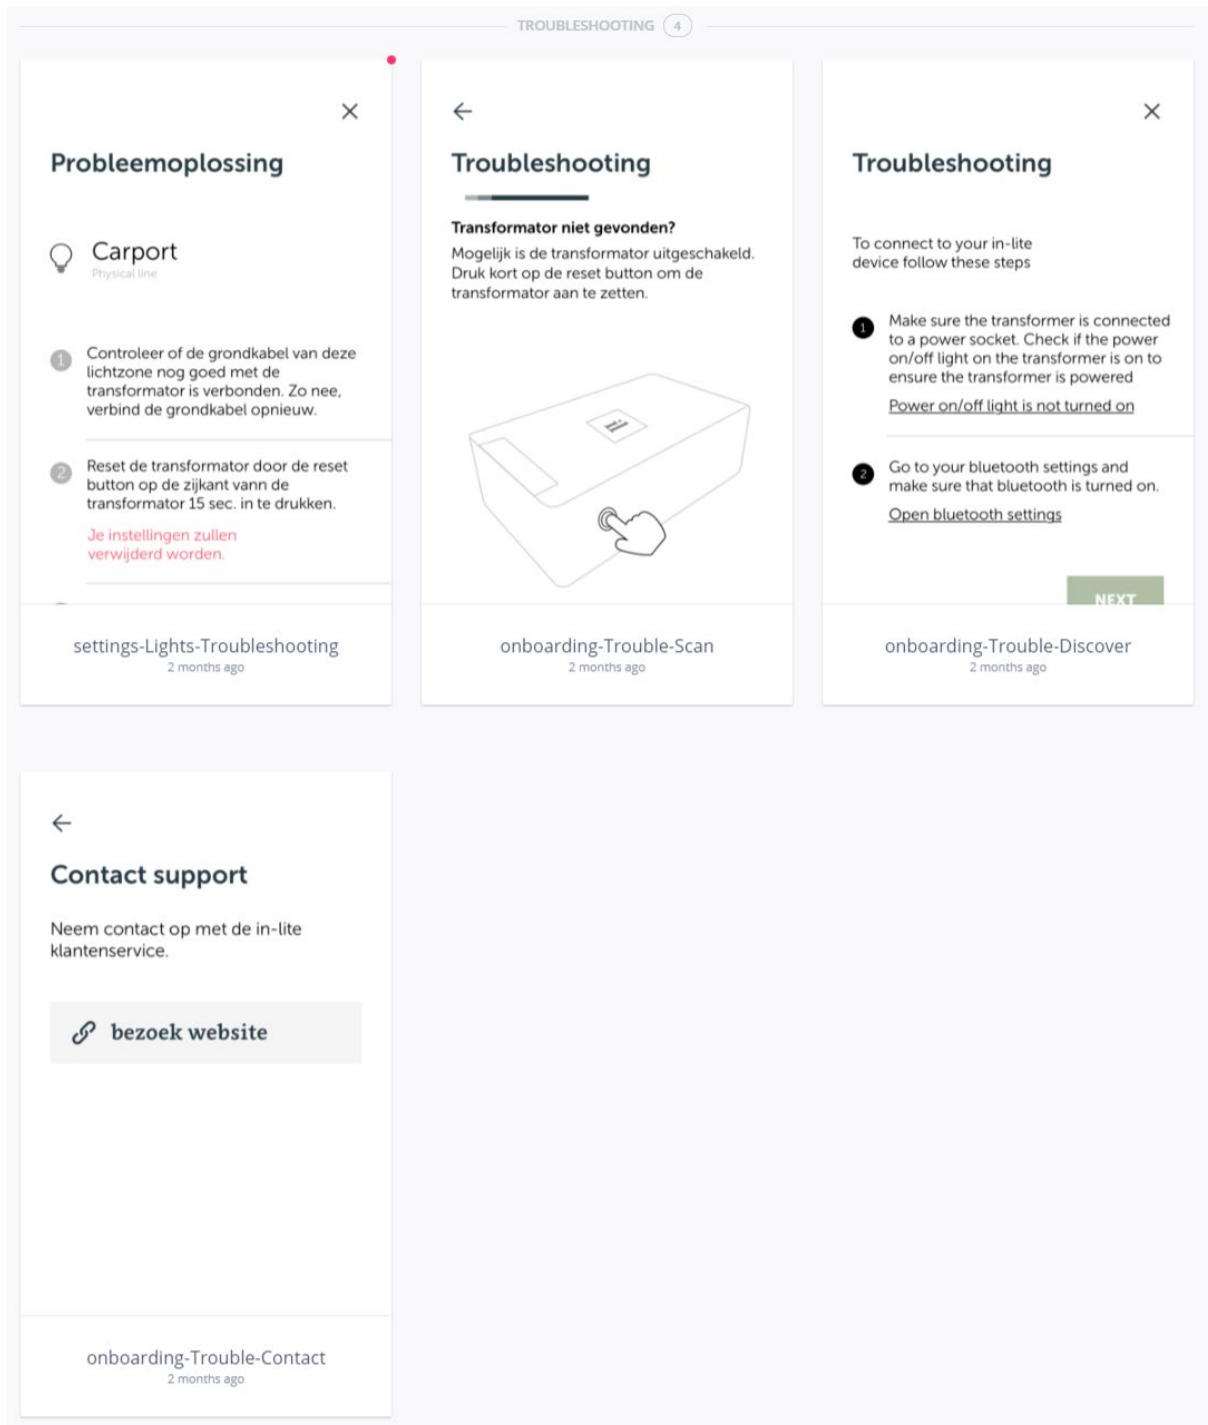 TROUBLESHOOTING 4
Probleemoplossing
Carport
Physical line
1
Controleer of de grondkabel van deze
lichtzone nog goed met de
transformator is verbonden. Zo nee,
verbind de grondkabel opnieuw.
2
Reset de transformator door de reset
button op de zijkant vann de
transformator 15 sec. in te drukken.
Je instellingen zullen
verwijderd worden.
settings-Lights-Troubleshooting
2 months ago
Troubleshooting
Transformator niet gevonden?
Mogelijk is de transformator uitgeschakeld.
Druk kort op de reset button om de
transformator aan te zetten.
onboarding-Trouble-Scan
2 months ago
Troubleshooting
To connect to your in-lite
device follow these steps
1
Make sure the transformer is connected
to a power socket. Check if the power
on/off light on the transformer is on to
ensure the transformer is powered
Power on/off light is not turned on
2
Go to your bluetooth settings and
make sure that bluetooth is turned on.
Open bluetooth settings
NEXT
onboarding-Trouble-Discover
2 months ago
Contact support
Neem contact op met de in-lite
klantenservice.
bezoek website
onboarding-Trouble-Contact
2 months ago